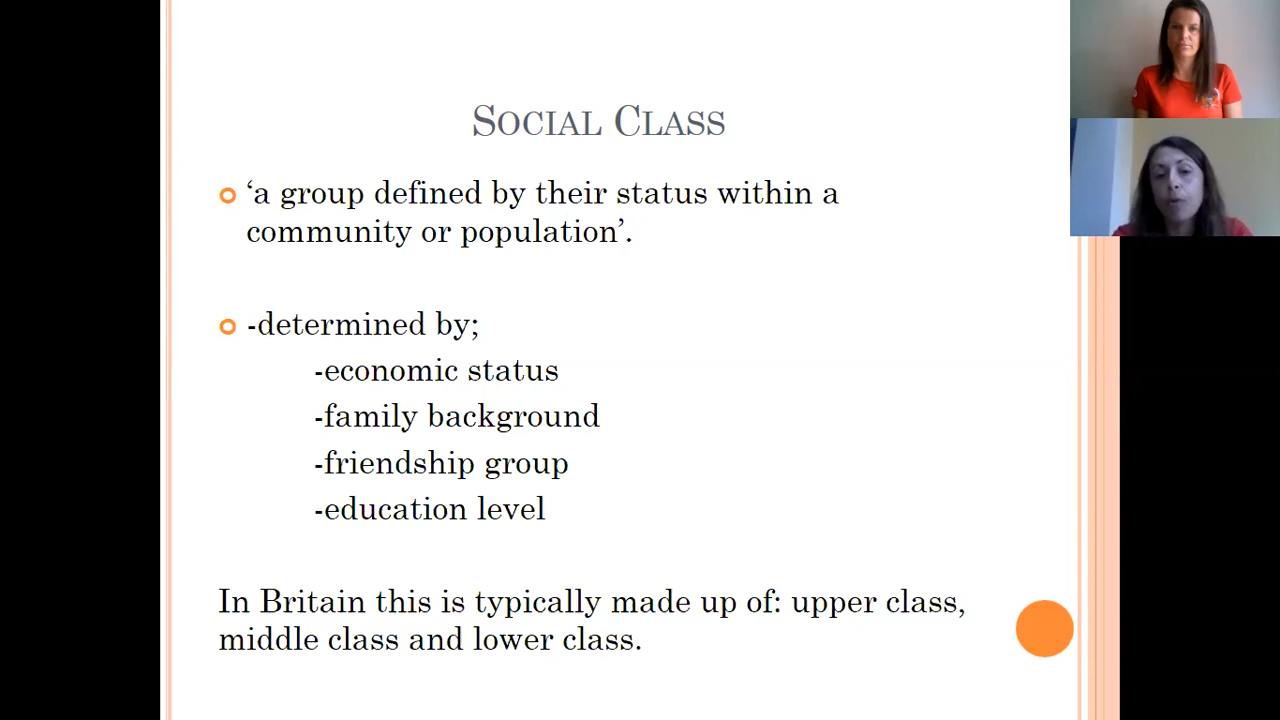 SOCIAL CLASS
‘a group defined by their status within a
community or population’.
-determined by;
-economic status
-family background
-friendship group
-education level
In Britain this is typically made up of: upper class,
middle class and lower class.